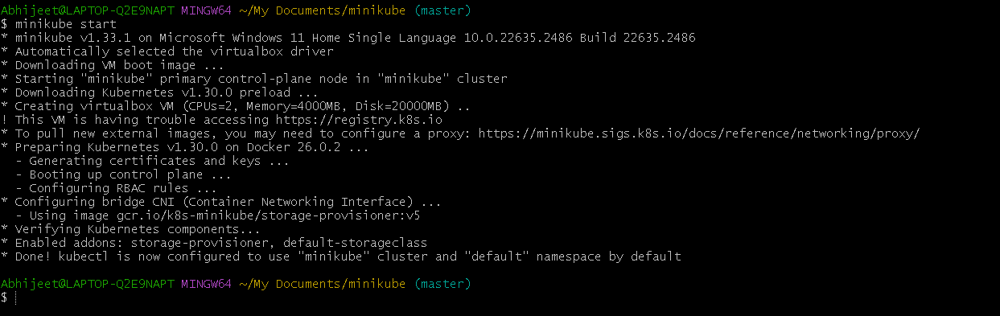 Abhijeet@LAPTOP-Q2E9NAPT MINGW64 ~/My Documents/minikube (master)
$ minikube start
* minikube v1.33.1 on Microsoft Windows 11 Home Single Language 10.0.22635.2486 Build 22635.2486
* Automatically selected the virtualbox driver
* Downloading VM boot image ...
* Starting "minikube" primary control-plane node in "minikube" cluster
* Downloading Kubernetes v1.30.0 preload ...
* Creating virtualbox VM (CPUs=2, Memory=4000MB, Disk=20000MB) ..
! This VM is having trouble accessing https://registry.k8s.io
* To pull new external images, you may need to configure a proxy: https://minikube.sigs.k8s.io/docs/reference/networking/proxy/
* Preparing Kubernetes v1.30.0 on Docker 26.0.2 ...
  - Generating certificates and keys ...
  - Booting up control plane ...
  - Configuring RBAC rules ...
* Configuring bridge CNI (Container Networking Interface) ...
  - Using image gcr.io/k8s-minikube/storage-provisioner:v5
* Verifying Kubernetes components...
* Enabled addons: storage-provisioner, default-storageclass
* Done! kubectl is now configured to use "minikube" cluster and "default" namespace by default
Abhijeet@LAPTOP-Q2E9NAPT MINGW64 ~/My Documents/minikube (master)
$